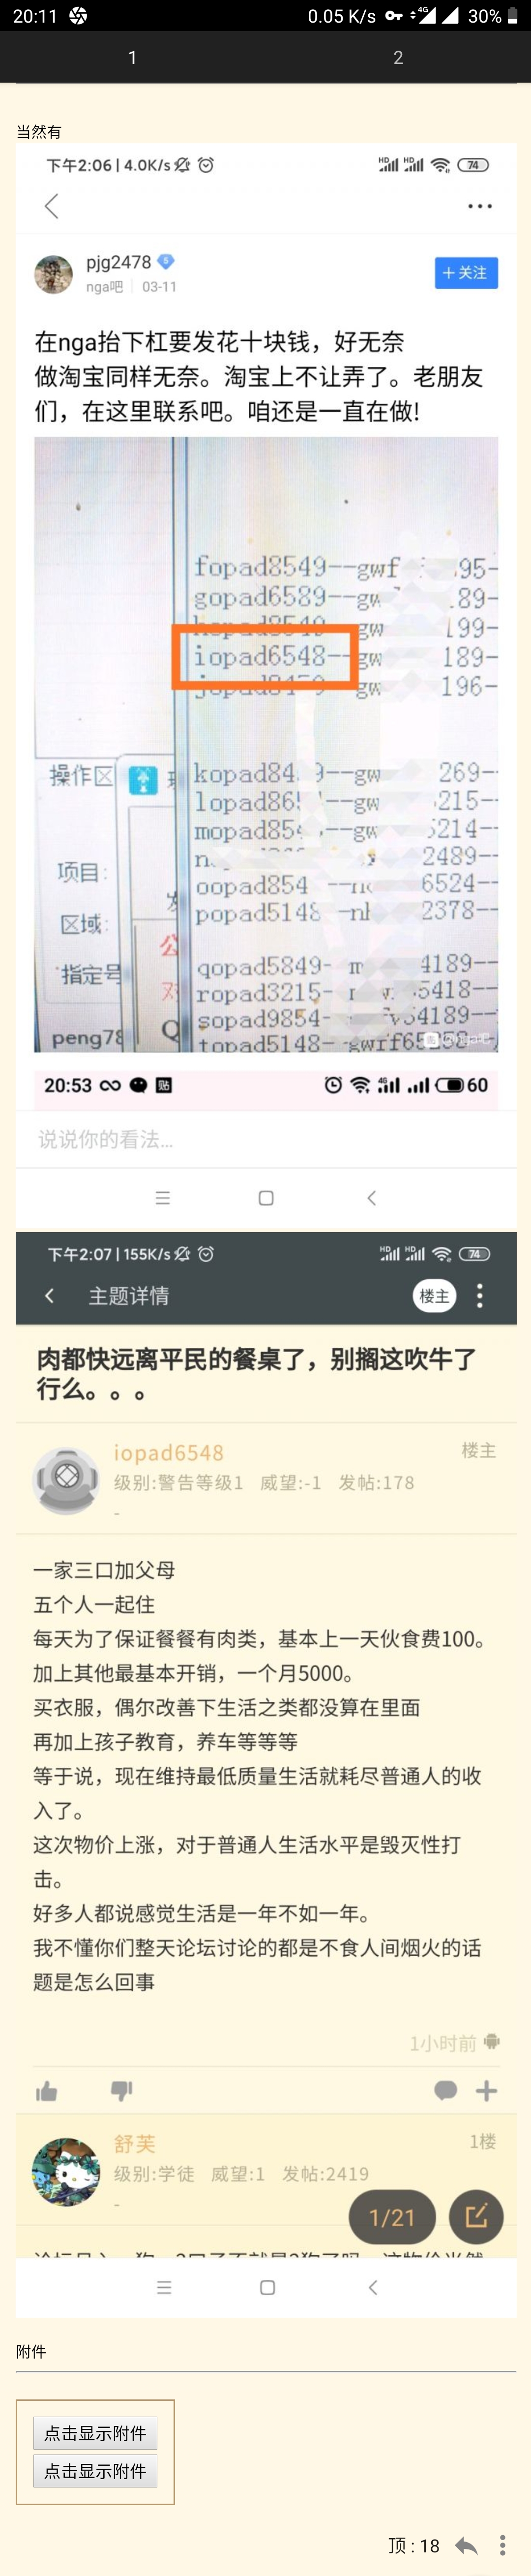 20:11
0.05 K/s
4G
30%
1
2
当然有
下午2:06 | 4.0K/s
HD
HD
74
pjg2478
5
nga吧
03-11
＋关注
在nga抬下杠要发花十块钱，好无奈
做淘宝同样无奈。淘宝上不让弄了。老朋友
们，在这里联系吧。咱还是一直在做!
fopad8549--gwf
95-
gopad6589--gw
89-
--gw
199-
iopad6548--gw
189-
196-
操作区
kopad84
9--gw
269--
lopad86
--gw
215--
mopad85
--gw
5214--
2489--
项目:
oopad854
6524--
区域:
popad5148
2378--
指定号
qopad5849-
4189--
ropad3215-
5418--
sopad9854-
54189--
peng78
topad5148-
20:53
贴
4G
60
说说你的看法...
下午2:07 | 155K/s
HD
HD
74
主题详情
楼主
肉都快远离平民的餐桌了，别搁这吹牛了
行么。。。
iopad6548
楼主
级别:警告等级1 威望:-1 发帖:178
-
一家三口加父母
五个人一起住
每天为了保证餐餐有肉类，基本上一天伙食费100。
加上其他最基本开销，一个月5000。
买衣服，偶尔改善下生活之类都没算在里面
再加上孩子教育，养车等等等
等于说，现在维持最低质量生活就耗尽普通人的收
入了。
这次物价上涨，对于普通人生活水平是毁灭性打
击。
好多人都说感觉生活是一年不如一年。
我不懂你们整天论坛讨论的都是不食人间烟火的话
题是怎么回事
1小时前
舒芙
1楼
级别:学徒 威望:1 发帖:2419
-
1/21
附件
点击显示附件
点击显示附件
顶 : 18